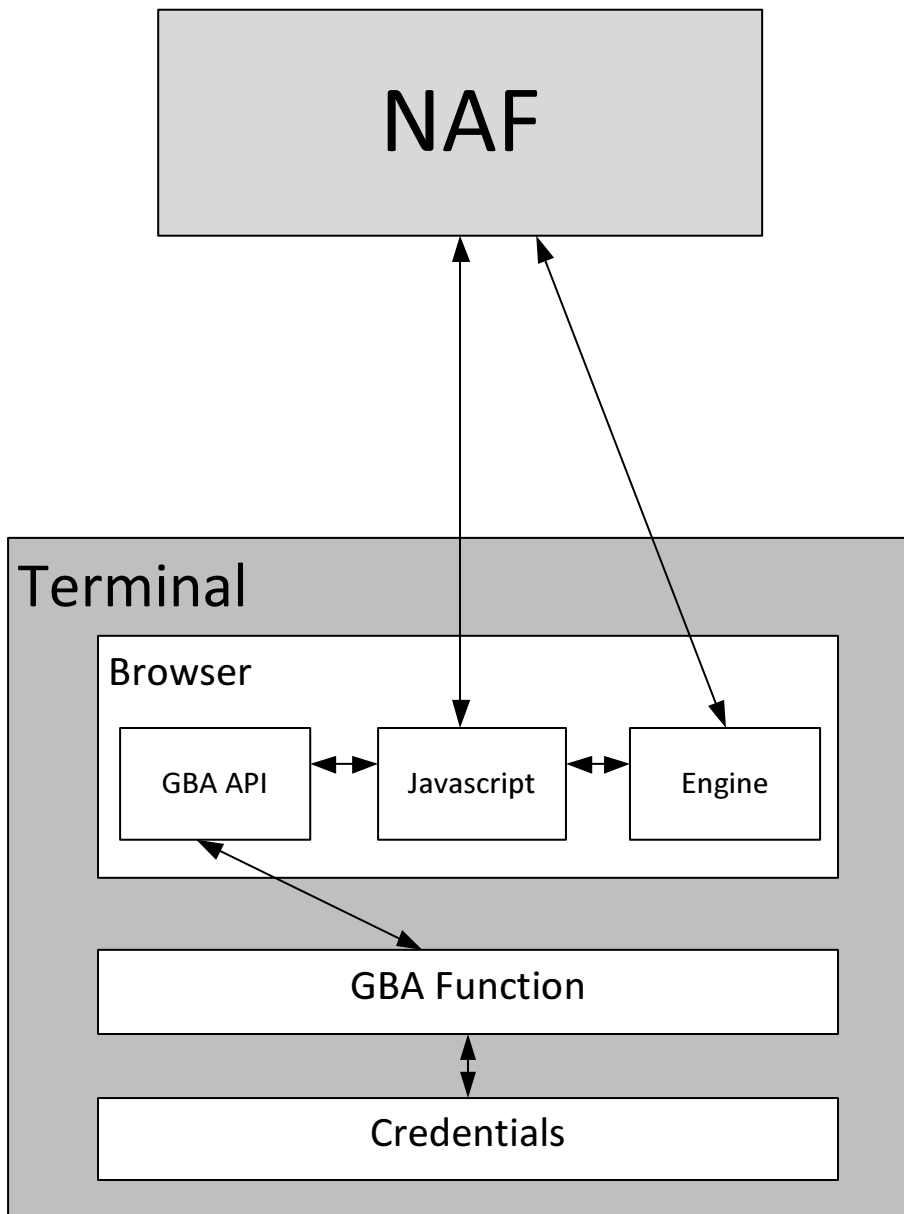 NAF
Terminal
Browser
GBA API
Javascript
Engine
GBA Function
Credentials